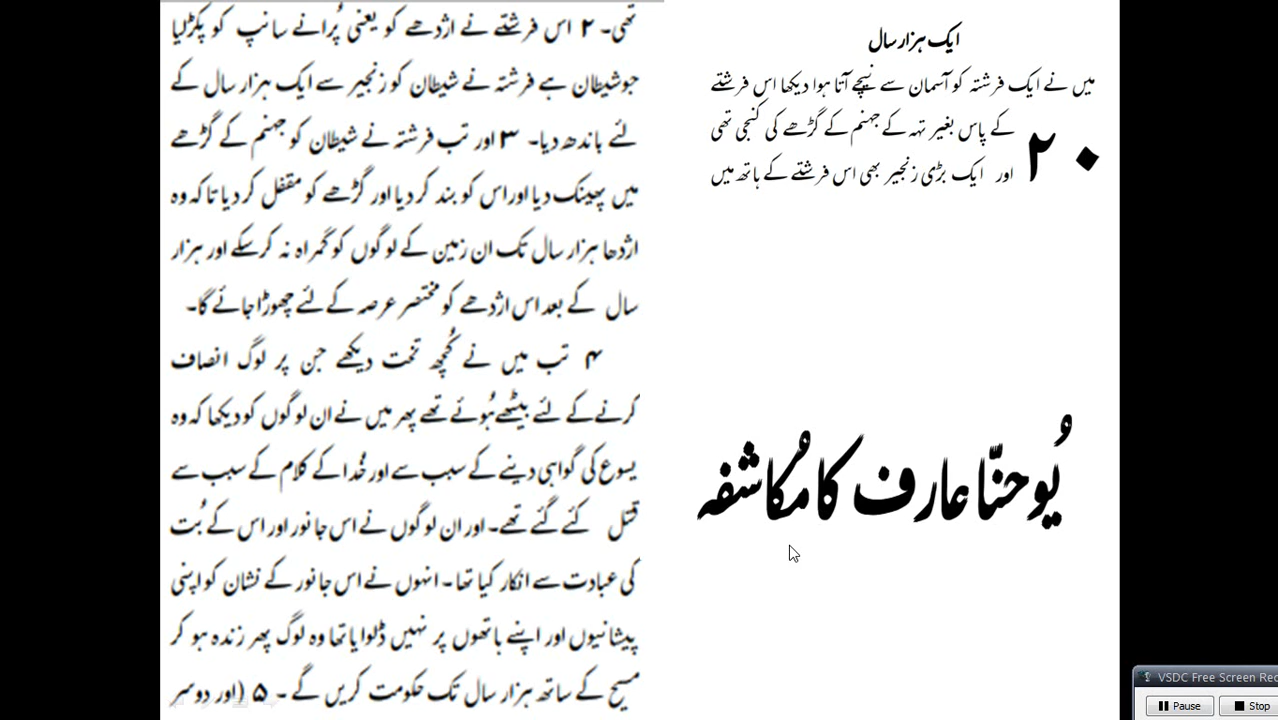 ایک ہزار سال
میں نے ایک فرشتہ کو آسمان سے نیچے آتا ہوا دیکھا اس فرشتے
۲۰
کے پاس بغیر تہہ کے جہنم کے گڑھے کی کنجی تھی
اور ایک بڑی زنجیر بھی اس فرشتے کے ہاتھ میں
تھی۔ ۲ اس فرشتے نے اژدھے کو یعنی پُرانے سانپ کو پکڑلیا
جو شیطان ہے فرشتہ نے شیطان کو زنجیر سے ایک ہزار سال کے
لئے باندھ دیا۔ ۳ اور تب فرشتہ نے شیطان کو جہنم کے گڑھے
میں پھینک دیا اور اس کو بند کر دیا اور گڑھے کو مقفل کر دیا تا کہ وہ
اژدھا ہزار سال تک ان زمین کے لوگوں کو گمراہ نہ کر سکے اور ہزار
سال کے بعد اس اژدھے کو مختصر عرصہ کے لئے چھوڑا جائے گا۔
۴ تب میں نے کُچھ تخت دیکھے جن پر لوگ انصاف
کرنے کے لئے بیٹھے ہُوئے تھے پھر میں نے ان لوگوں کو دیکھا کہ وہ
یسوع کی گواہی دینے کے سبب سے اور خُدا کے کلام کے سبب سے
قتل کئے گئے تھے۔ اور ان لوگوں نے اس جانور اور اس کے بُت
کی عبادت سے انکار کیا تھا۔ انہوں نے اس جانور کے نشان کو اپنی
پیشانیوں اور اپنے ہاتھوں پر نہیں ڈلوایا تھا وہ لوگ پھر زندہ ہو کر
مسیح کے ساتھ ہزار سال تک حکومت کریں گے۔ ۵ (اور دوسر
یُوحنّا عارف کا مُکاشفہ
VSDC Free Screen Rec
Pause Stop